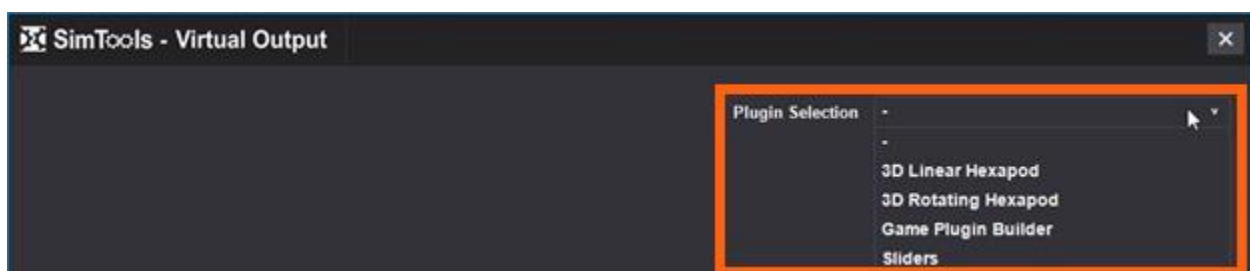 SimTools - Virtual Output
Plugin Selection -
-
3D Linear Hexapod
3D Rotating Hexapod
Game Plugin Builder
Sliders